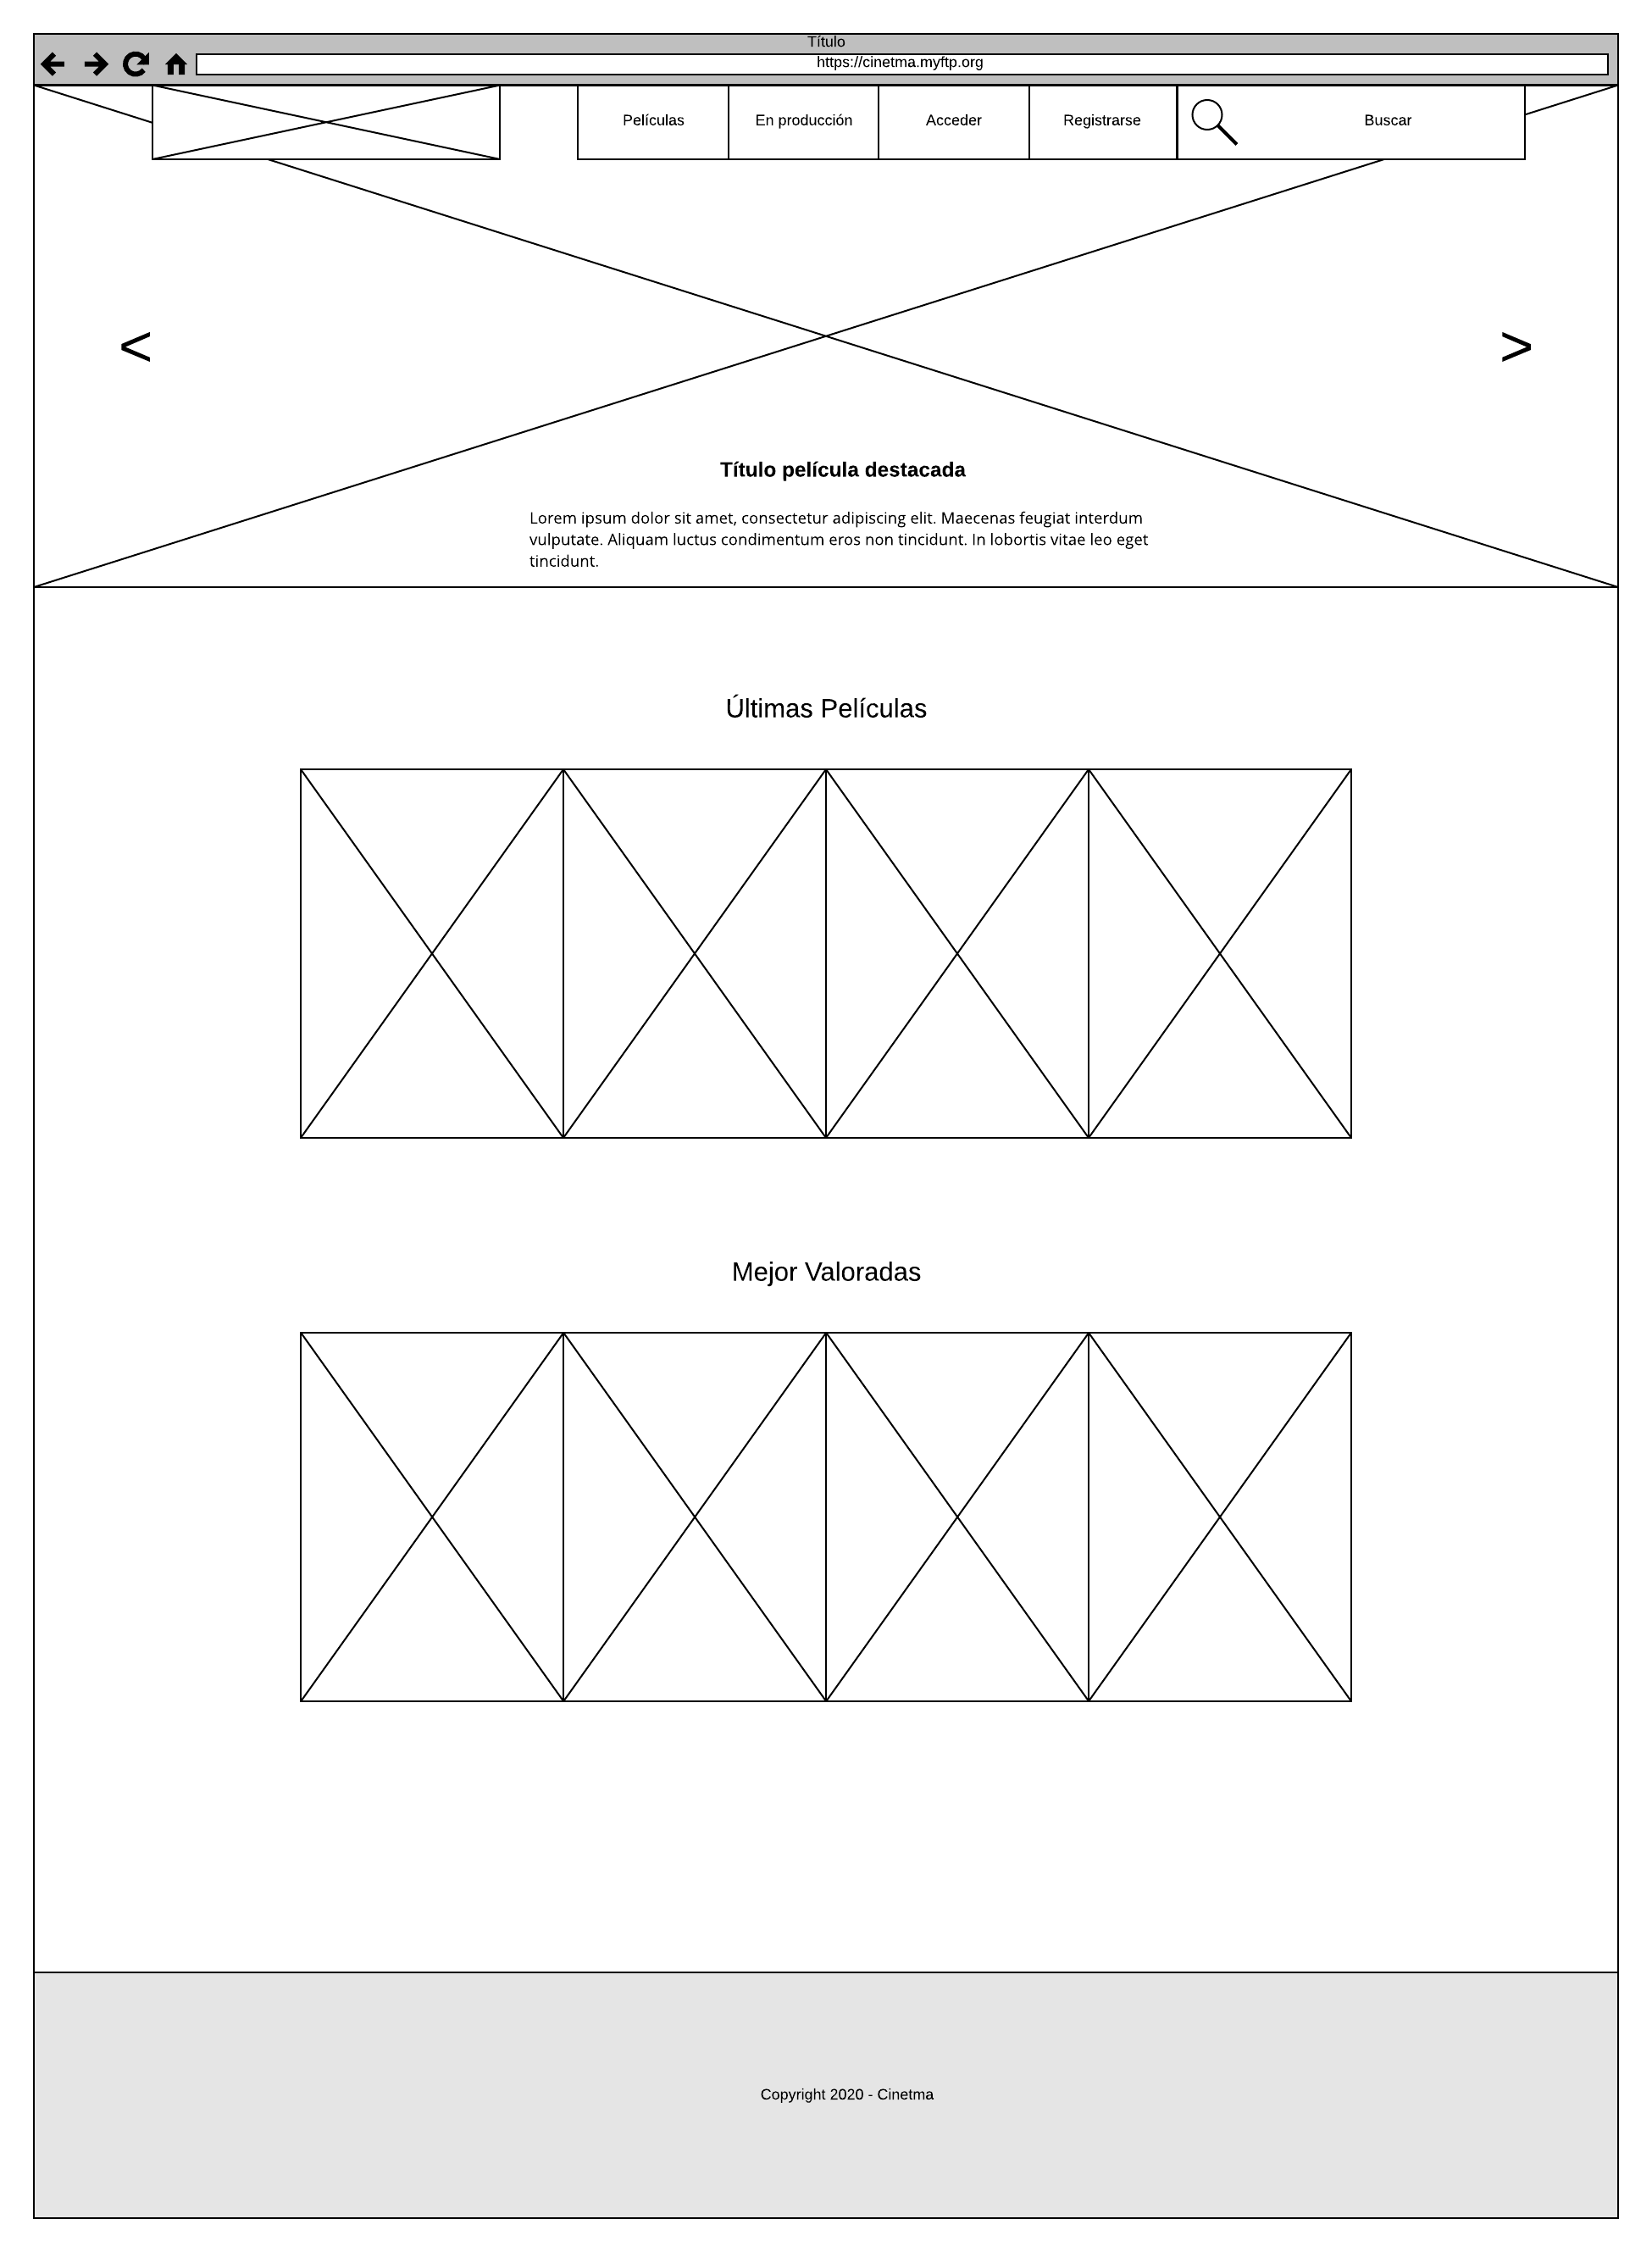 Título
https://cinetma.myftp.org
Películas
En producción
Acceder
Registrarse
Buscar
<
>
Título película destacada
Lorem ipsum dolor sit amet, consectetur adipiscing elit. Maecenas feugiat interdum
vulputate. Aliquam luctus condimentum eros non tincidunt. In lobortis vitae leo eget
tincidunt.
Últimas Películas
Mejor Valoradas
Copyright 2020 - Cinetma